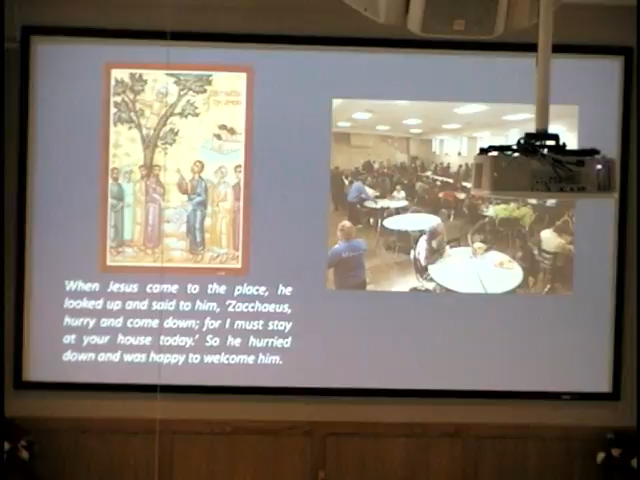 When Jesus came to the place, he
looked up and said to him, 'Zacchaeus,
hurry and come down; for I must stay
at your house today.' So he hurried
down and was happy to welcome him.